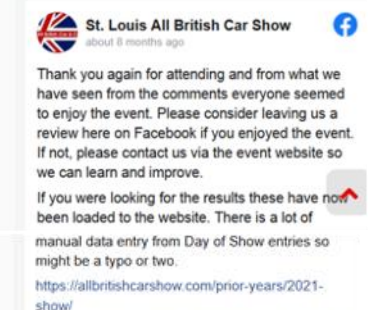 St. Louis All British Car Show
about 8 months ago
Thank you again for attending and from what we
have seen from the comments everyone seemed
to enjoy the event. Please consider leaving us a
review here on Facebook if you enjoyed the event.
If not, please contact us via the event website so
we can learn and improve.
If you were looking for the results these have now
been loaded to the website. There is a lot of
manual data entry from Day of Show entries so
might be a typo or two.
https://allbritishcarshow.com/prior-years/2021-
show/